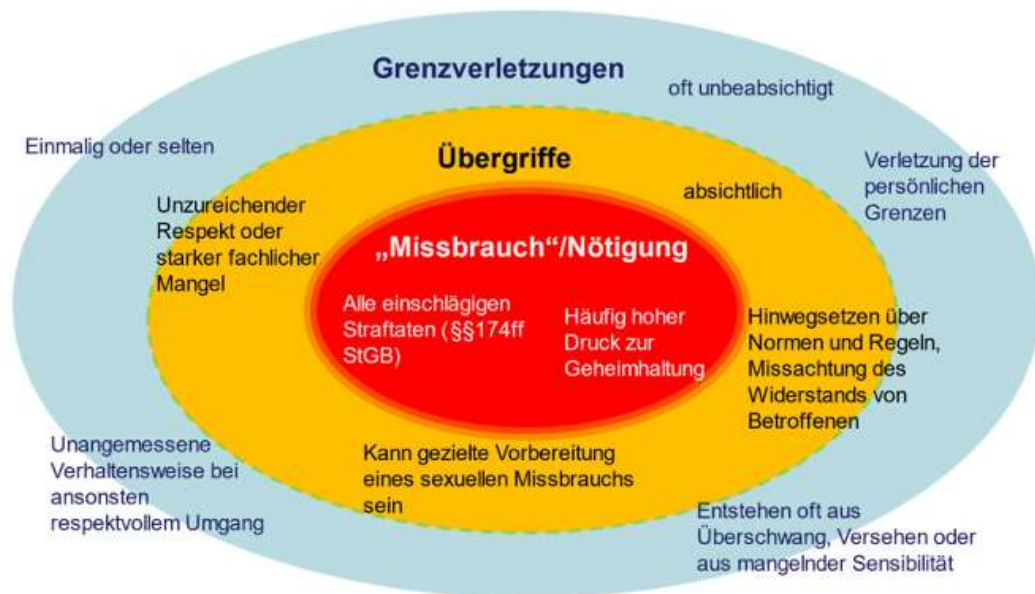 Grenzverletzungen
oft unbeabsichtigt
Einmalig oder selten
Verletzung der
persönlichen
Grenzen
Übergriffe
absichtlich
Unzureichender
Respekt oder
starker fachlicher
Mangel
„Missbrauch“/Nötigung
Alle einschlägigen
Straftaten (§§174ff
StGB)
Häufig hoher
Druck zur
Geheimhaltung
Hinwegsetzen über
Normen und Regeln,
Missachtung des
Widerstands von
Betroffenen
Unangemessene
Verhaltensweise bei
ansonsten
respektvollem Umgang
Kann gezielte Vorbereitung
eines sexuellen Missbrauchs
sein
Entstehen oft aus
Überschwang, Versehen oder
aus mangelnder Sensibilität